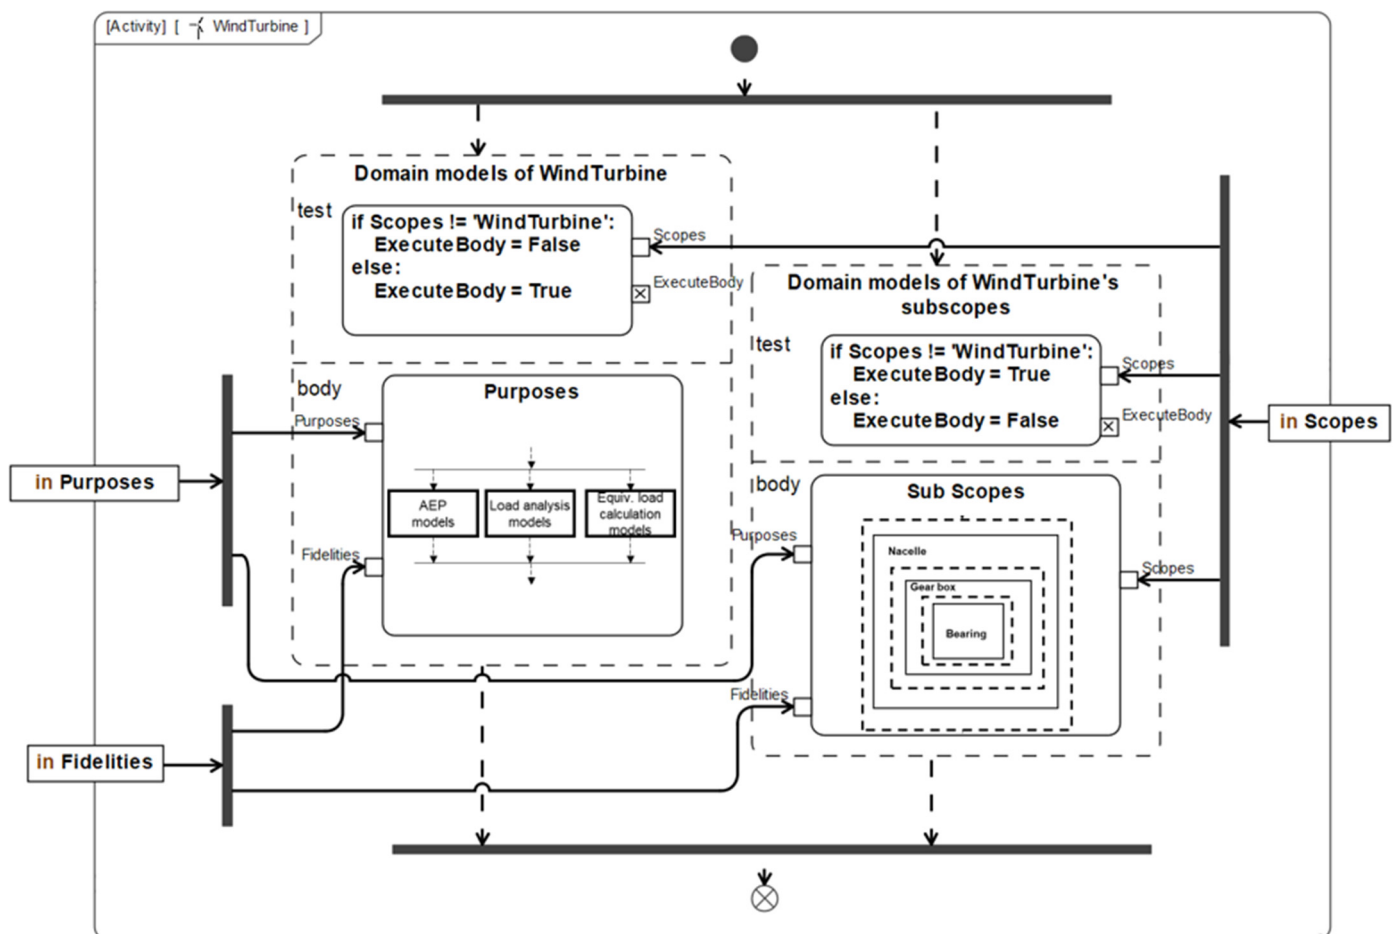 [Activity] [ WindTurbine ]
Domain models of WindTurbine
test
if Scopes != 'WindTurbine':
ExecuteBody = False
else:
ExecuteBody = True
Scopes
ExecuteBody
Domain models of WindTurbine's
subscopes
test
if Scopes != 'WindTurbine':
ExecuteBody = True
else:
ExecuteBody = False
Scopes
ExecuteBody
in Scopes
body
Purposes
Purposes
in Purposes
AEP
models
Load analysis
models
Equiv. load
calculation
models
Fidelities
body
Sub Scopes
Purposes
Nacelle
Gear box
Bearing
Scopes
Fidelities
in Fidelities